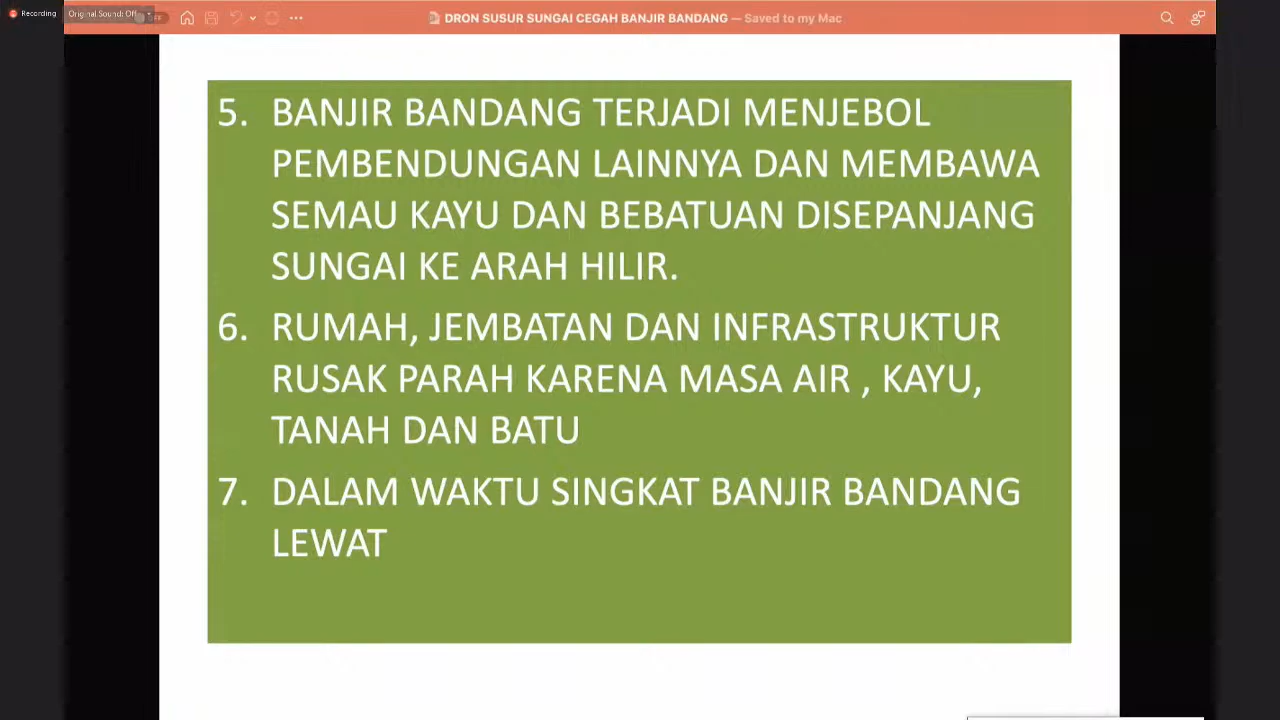 Recording
Original Sound: Off
OFF
DRON SUSUR SUNGAI CEGAH BANJIR BANDANG — Saved to my Mac
5. BANJIR BANDANG TERJADI MENJEBOL
PEMBENDUNGAN LAINNYA DAN MEMBAWA
SEMAU KAYU DAN BEBATUAN DISEPANJANG
SUNGAI KE ARAH HILIR.
6. RUMAH, JEMBATAN DAN INFRASTRUKTUR
RUSAK PARAH KARENA MASA AIR , KAYU,
TANAH DAN BATU
7. DALAM WAKTU SINGKAT BANJIR BANDANG
LEWAT